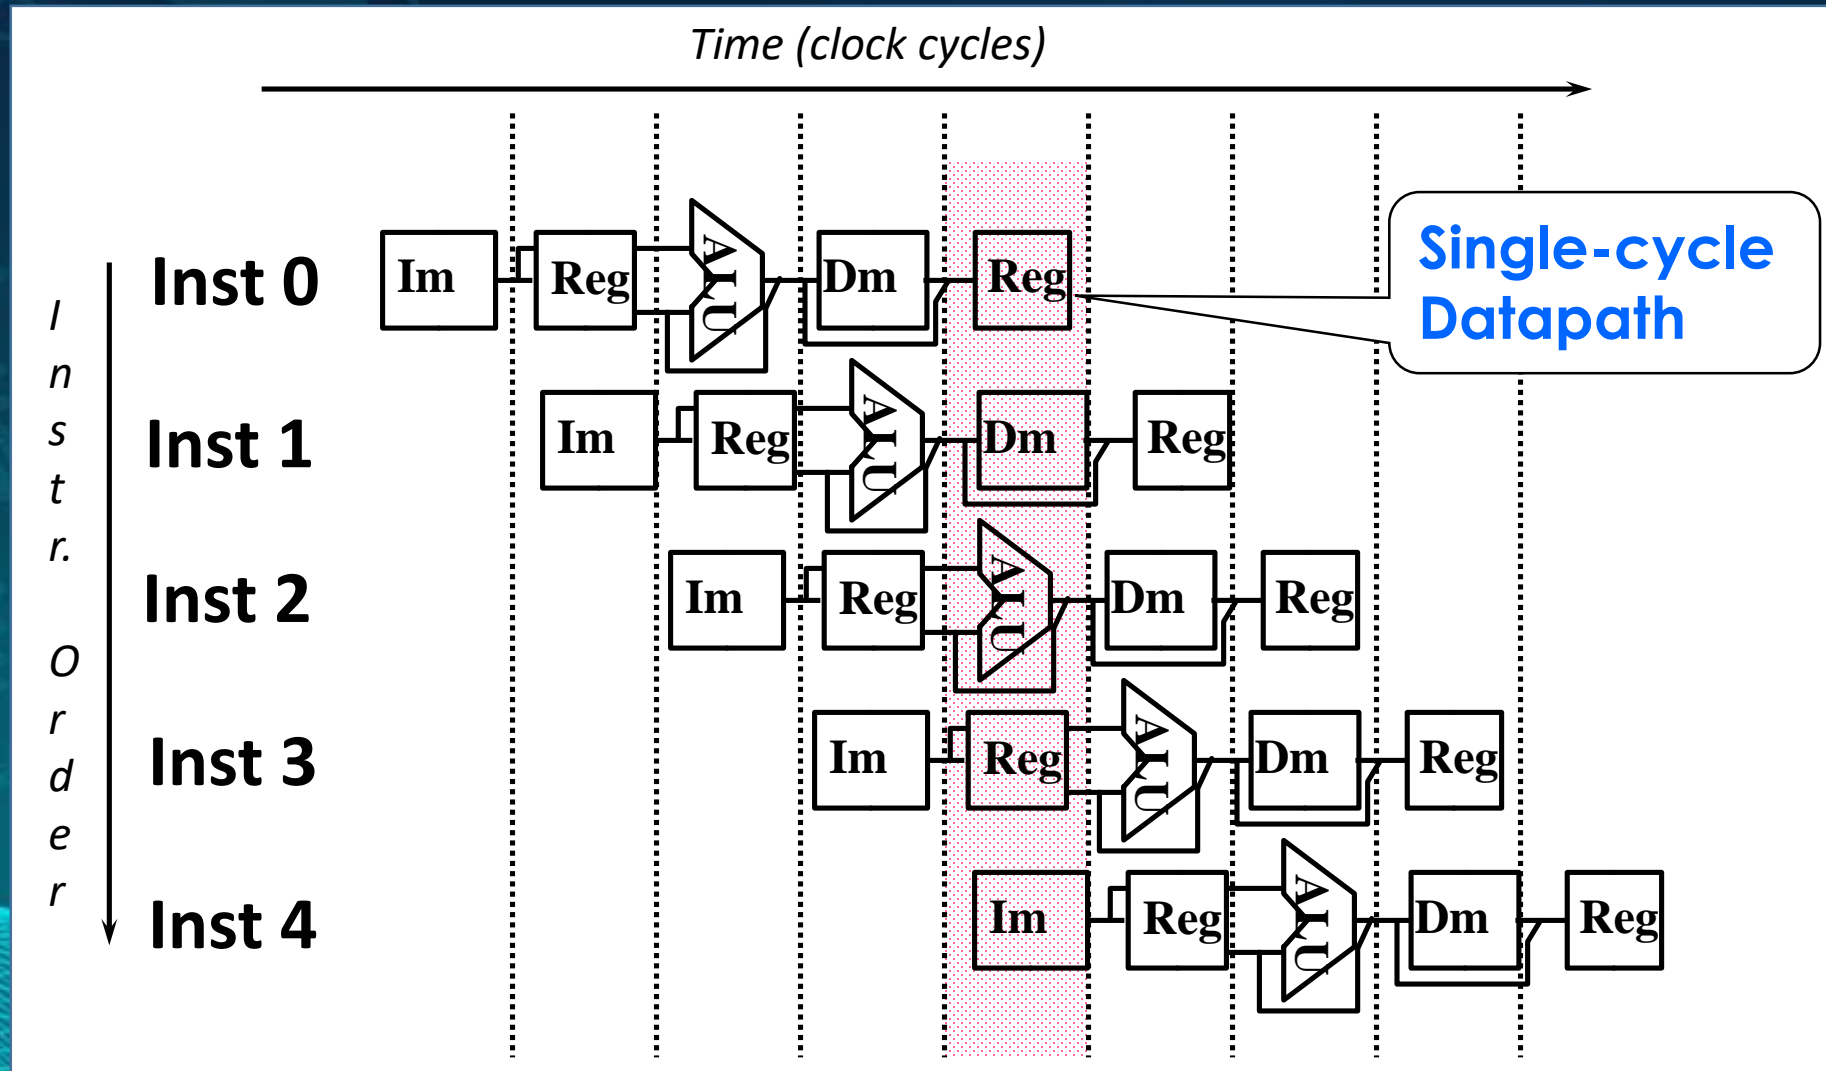 Time (clock cycles)
Single-cycle
Datapath
Instr. Order
Inst 0
Im
Reg
ALU
Dm
Reg
Inst 1
Im
Reg
ALU
Dm
Reg
Inst 2
Im
Reg
ALU
Dm
Reg
Inst 3
Im
Reg
ALU
Dm
Reg
Inst 4
Im
Reg
ALU
Dm
Reg